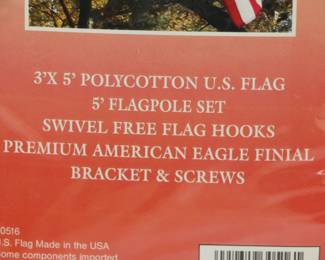 3'X 5' POLYCOTTON U.S. FLAG
5' FLAGPOLE SET
SWIVEL FREE FLAG HOOKS
PREMIUM AMERICAN EAGLE FINIAL
BRACKET & SCREWS
0516
.S. Flag Made in the USA
ome components imported